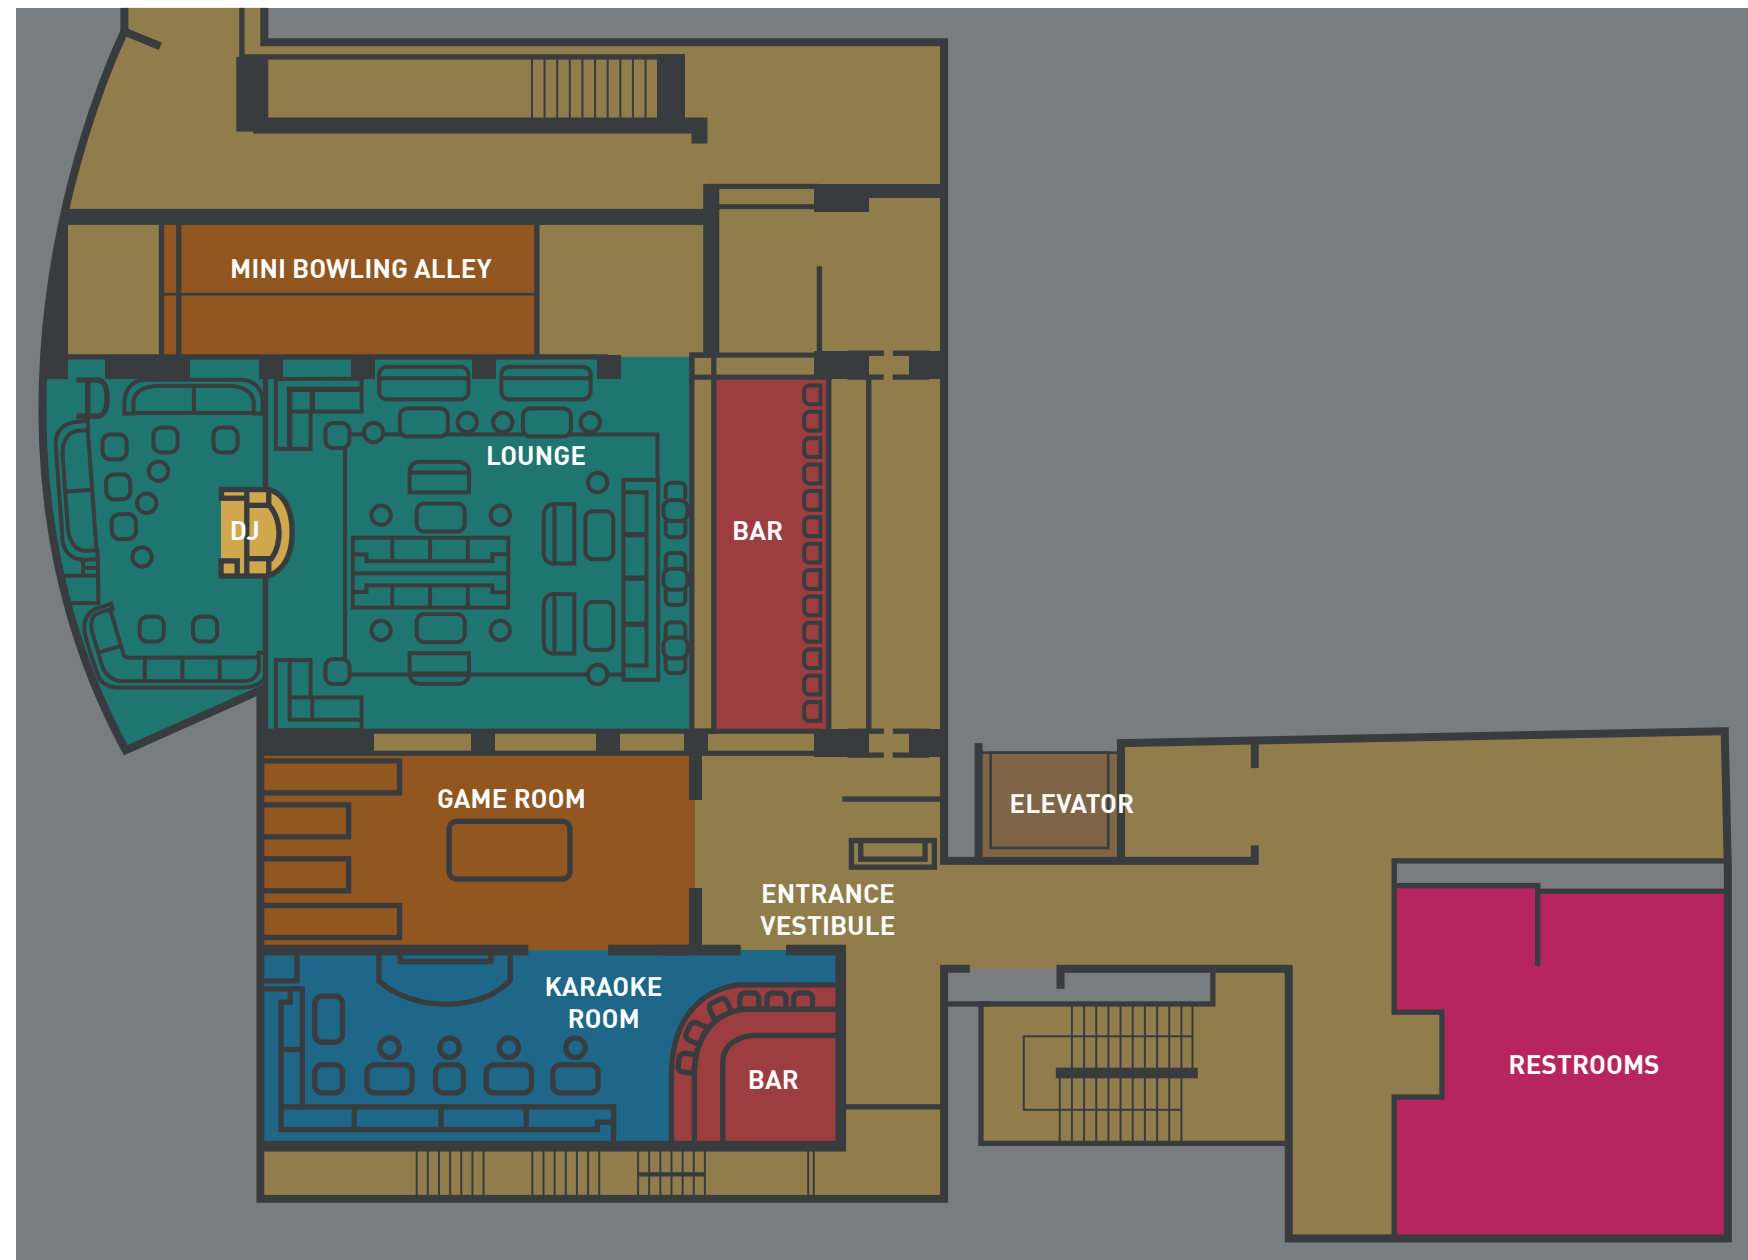 MINI BOWLING ALLEY
LOUNGE
DJ
BAR
GAME ROOM
ELEVATOR
ENTRANCE
VESTIBULE
KARAOKE
ROOM
BAR
RESTROOMS